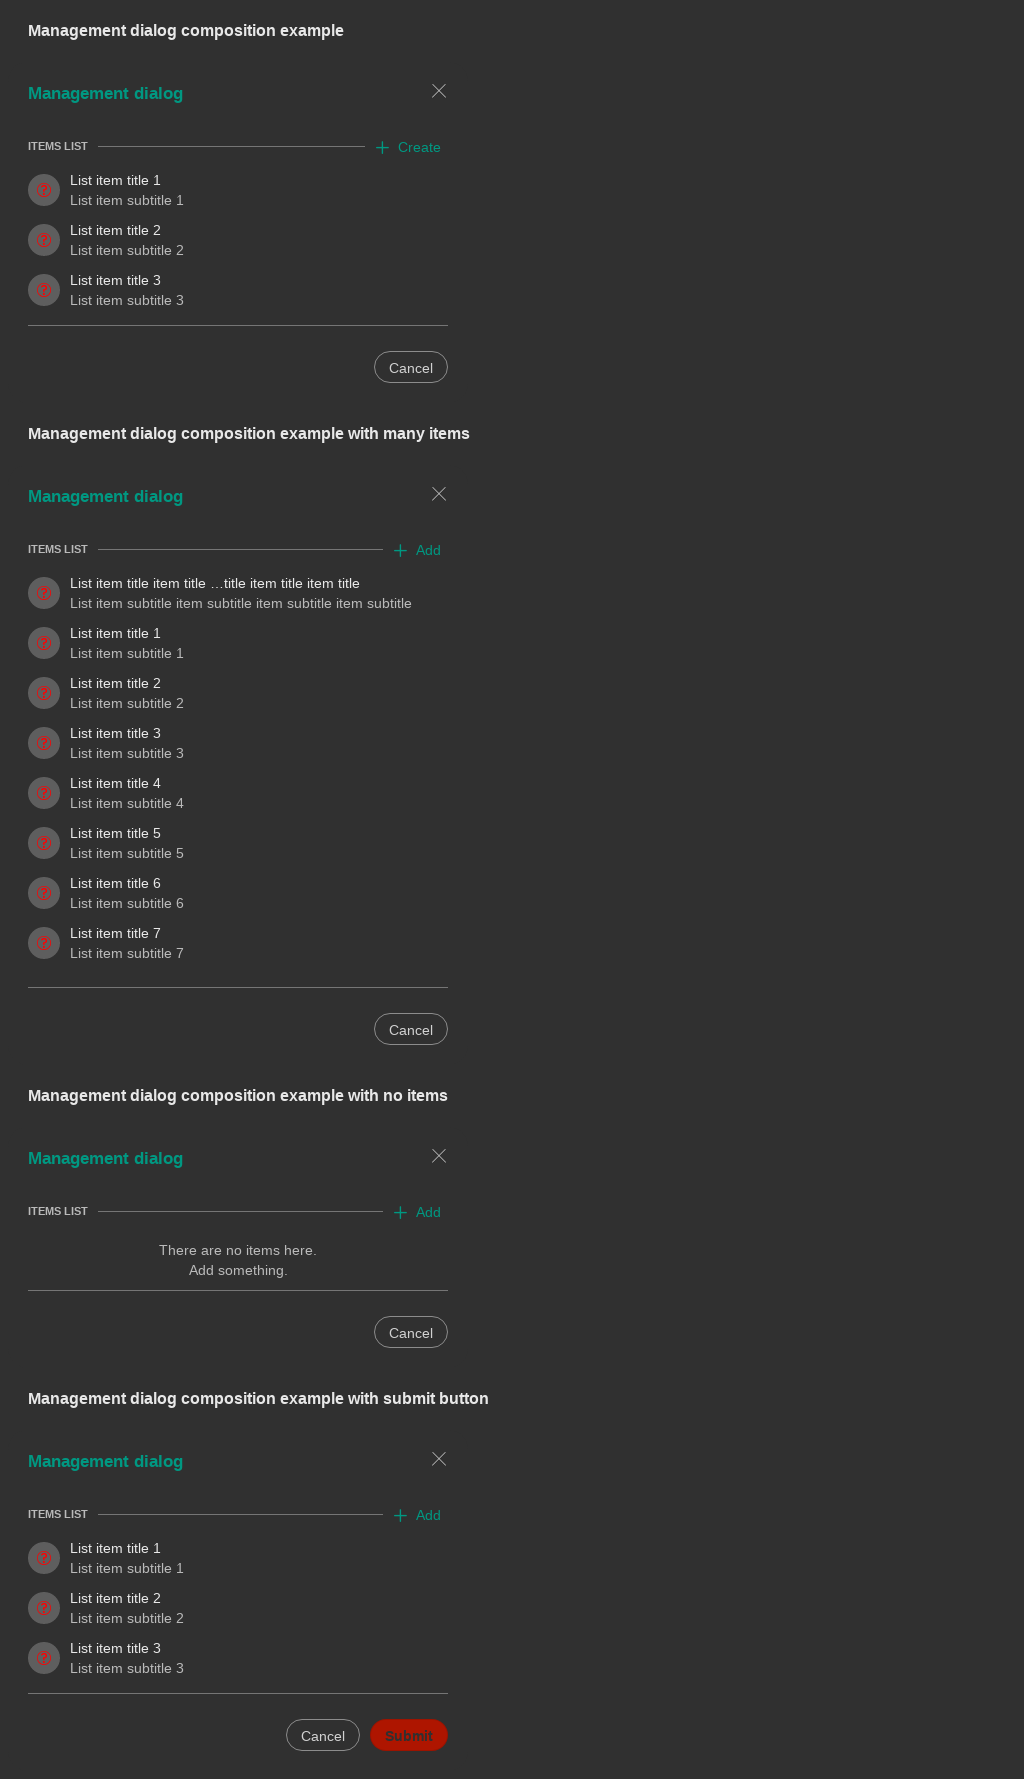 Management dialog composition example
Management dialog
ITEMS LIST
Create
List item title 1
List item subtitle 1
List item title 2
List item subtitle 2
List item title 3
List item subtitle 3
Cancel
Management dialog composition example with many items
Management dialog
ITEMS LIST
Add
List item title item title …title item title item title
List item subtitle item subtitle item subtitle item subtitle
List item title 1
List item subtitle 1
List item title 2
List item subtitle 2
List item title 3
List item subtitle 3
List item title 4
List item subtitle 4
List item title 5
List item subtitle 5
List item title 6
List item subtitle 6
List item title 7
List item subtitle 7
Cancel
Management dialog composition example with no items
Management dialog
ITEMS LIST
Add
There are no items here.
Add something.
Cancel
Management dialog composition example with submit button
Management dialog
ITEMS LIST
Add
List item title 1
List item subtitle 1
List item title 2
List item subtitle 2
List item title 3
List item subtitle 3
Cancel
Submit